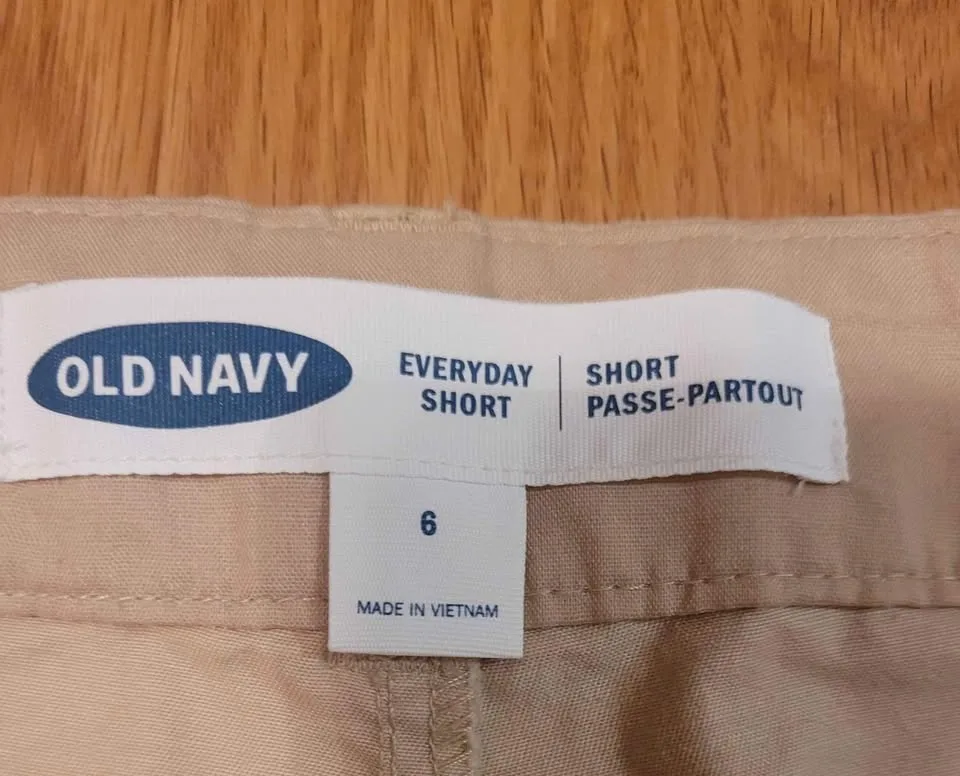 OLD NAVY
EVERYDAY
SHORT
SHORT
PASSE-PARTOUT
6
MADE IN VIETNAM